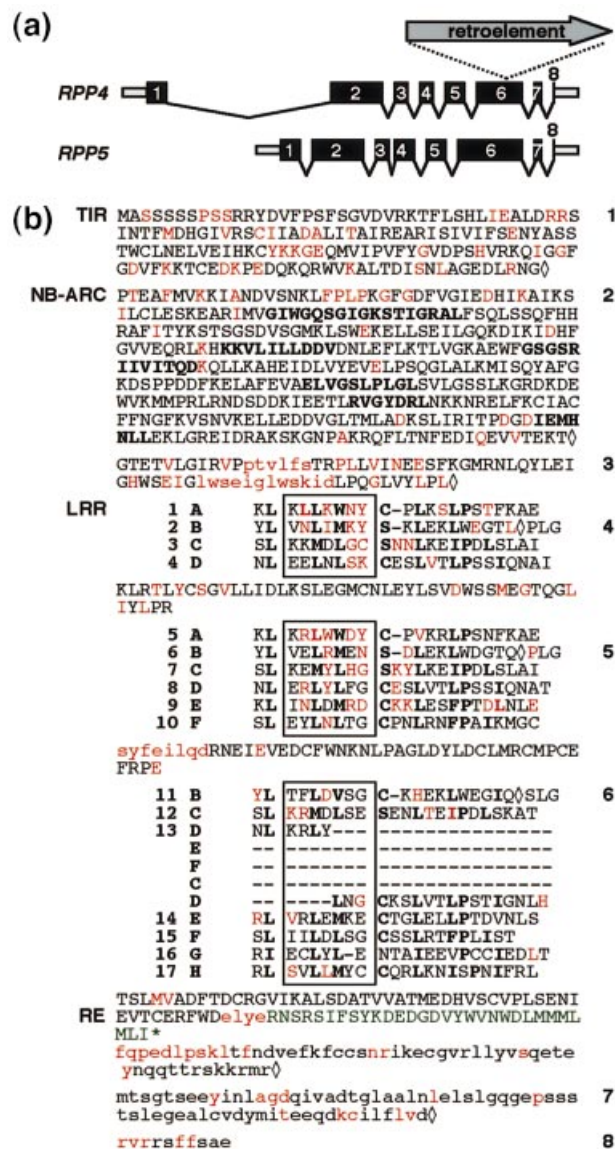 (a)
retroelement
8
RPP4 1 2 3 4 5 6 7
8
RPP5 1 2 3 4 5 6 7
(b)
TIR MASSSSSPSSRRYDVFPSFSGVDVRKTFLSHLIEALDRRS 1
INTFMDHGIVRSCIIADALITAIREARISIVIFSENYASS
TWCLNELVEIHKCYKKGEQMVIPVFYGVDPSHVRKQIGGF
GDVFKKTCEDKPEDQKQRWVKALTDISNLAGEDLRNG◊
NB-ARC PTEAFMVKKIANDVSNKLFPLPKGFGDFVGIEDHIKAIKS 2
ILCLESKEARIMVGIWGQSGIGKSTIGRALFSQLSSQFHH
RAFITYKSTSGSDVSGMKLSWEKELLSEILGQKDIKIDHF
GVVEQRLKHKKVLILLDDVDNLEFLKTLVGKAEWFGSGSR
IIVITQDKQLLKAHEIDLVYEVELPSQGLALKMISQYAFG
KDSPPDDFKELAFEVAELVGSLPLGLSVLGSSLKGRDKDE
WVKMMPRLRNDSDDKIEETLRVGYDRLNKKNRELFKCIAC
FFNGFKVSNVKELLEDDVGLTMLADKSLIRITPDGDIEMH
NLLEKLGREIDRAKSKGNPAKRQFLTNFEDIQEVVTEKT◊
GTETVLGIRVPptvlfsTRPLLVINEESFKGMRNLQYLEI 3
GHWSEIGlwseiglwskidLPQGLVYLPL◊
LRR 1 A KL KLLKWNY C-PLKSLPSTFKAE
2 B YL VNLIMKY S-KLEKLWEGTL◊PLG 4
3 C SL KKMDLGC SNNLKEIPDLSLAI
4 D NL EELNLSK CESLVTLPSSIQNA
KLRTLYCSGVLLIDLKSLEGMCNLEYLSVDWSSMEGTQGL
IYLPR
5 A KL KRLWWDY C-PVKRLPSNFKAE
6 B YL VELRMEN S-DLEKLWDGTQ◊PLG 5
7 C SL KEMYLHG SKYLKEIPDLSLAI
8 D NL ERLYLFG CESLVTLPSSIQNAT
9 E KL INLDMRD CKKLESFPTDLNLE
10 F SL EYLNLTG CPNLRNFPAIKMGC
syfeilqdRNEIEVEDCFWNKNLPAGLDYLDCLMRCMPCE
FRPE
11 B YL TFLDVSG C-KHEKLWEGIQ◊SLG 6
12 C SL KRMDLSE SENLTEIPDLSKAT
13 D NL KRLY--- --------------
E -- ------- --------------
F -- ------- --------------
C -- ------- --------------
D -- ----LNG CKSLVTLPSTIGNLH
14 E RL VRLEMKE CTGLELLPTDVNLS
15 F SL IILDLSG CSSLRTFPLIST
16 G RI ECLYL-E NTAIEEVPCCIEDLT
17 H RL SVLLMYC CQRLKNISPNIFRL
TSLMVADFTDCRGVIKALSDATVVATMEDHVSCVPLSENI
EVTCERFWDelyeRNSRSIFSYKDEDGDVYWVNWDLMMML
RE MLI*
fqpedlpskltfndvefkfccsnrikecgvrllyvsqete
ynqqttrskkrmr◊
mtsgtseeyinlagdqivadtglaalnlelslgqgepssss 7
tslegealcvdymiteeqdkcilflvd◊
rvrrsffsae 8